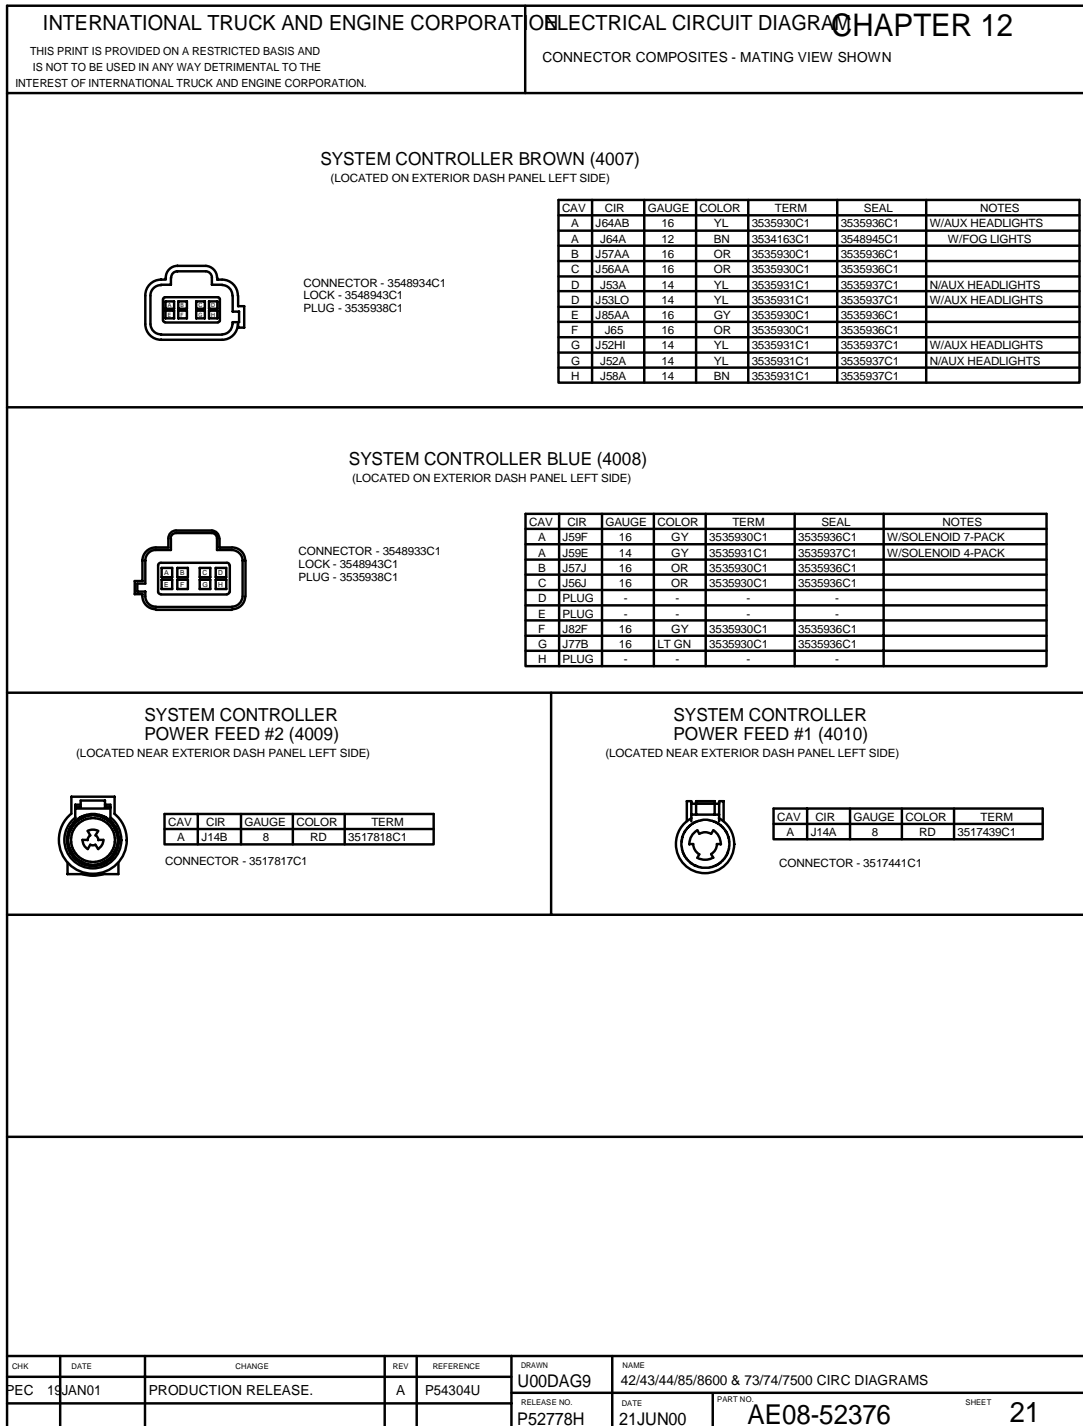 INTERNATIONAL TRUCK AND ENGINE CORPORATION
THIS PRINT IS PROVIDED ON A RESTRICTED BASIS AND
IS NOT TO BE USED IN ANY WAY DETRIMENTAL TO THE
INTEREST OF INTERNATIONAL TRUCK AND ENGINE CORPORATION.
ELECTRICAL CIRCUIT DIAGRAM
CHAPTER 12
CONNECTOR COMPOSITES - MATING VIEW SHOWN
SYSTEM CONTROLLER BROWN (4007)
(LOCATED ON EXTERIOR DASH PANEL LEFT SIDE)
A B C D
E F G H
CONNECTOR - 3548934C1
LOCK - 3548943C1
PLUG - 3535938C1
CAV CIR GAUGE COLOR TERM SEAL NOTES
A J64AB 16 YL 3535930C1 3535936C1 W/AUX HEADLIGHTS
A J64A 12 BN 3534163C1 3548945C1 W/FOG LIGHTS
B J57AA 16 OR 3535930C1 3535936C1
C J56AA 16 OR 3535930C1 3535936C1
D J53A 14 YL 3535931C1 3535937C1 N/AUX HEADLIGHTS
D J53LO 14 YL 3535931C1 3535937C1 W/AUX HEADLIGHTS
E J85AA 16 GY 3535930C1 3535936C1
F J65 16 OR 3535930C1 3535936C1
G J52HI 14 YL 3535931C1 3535937C1 W/AUX HEADLIGHTS
G J52A 14 YL 3535931C1 3535937C1 N/AUX HEADLIGHTS
H J58A 14 BN 3535931C1 3535937C1
SYSTEM CONTROLLER BLUE (4008)
(LOCATED ON EXTERIOR DASH PANEL LEFT SIDE)
A B C D
E F G H
CONNECTOR - 3548933C1
LOCK - 3548943C1
PLUG - 3535938C1
CAV CIR GAUGE COLOR TERM SEAL NOTES
A J59F 16 GY 3535930C1 3535936C1 W/SOLENOID 7-PACK
A J59E 14 GY 3535931C1 3535937C1 W/SOLENOID 4-PACK
B J57J 16 OR 3535930C1 3535936C1
C J56J 16 OR 3535930C1 3535936C1
D PLUG - - - -
E PLUG - - - -
F J82F 16 GY 3535930C1 3535936C1
G J77B 16 LT GN 3535930C1 3535936C1
H PLUG - - - -
SYSTEM CONTROLLER
POWER FEED #2 (4009)
(LOCATED NEAR EXTERIOR DASH PANEL LEFT SIDE)
CAV CIR GAUGE COLOR TERM
A J14B 8 RD 3517818C1
CONNECTOR - 3517817C1
SYSTEM CONTROLLER
POWER FEED #1 (4010)
(LOCATED NEAR EXTERIOR DASH PANEL LEFT SIDE)
CAV CIR GAUGE COLOR TERM
A J14A 8 RD 3517439C1
CONNECTOR - 3517441C1
CHK DATE CHANGE REV REFERENCE
PEC 19JAN01 PRODUCTION RELEASE. A P54304U
DRAWN
U00DAG9
NAME
42/43/44/85/8600 & 73/74/7500 CIRC DIAGRAMS
RELEASE NO.
P52778H
DATE
21JUN00
PART NO.
AE08-52376
SHEET 21